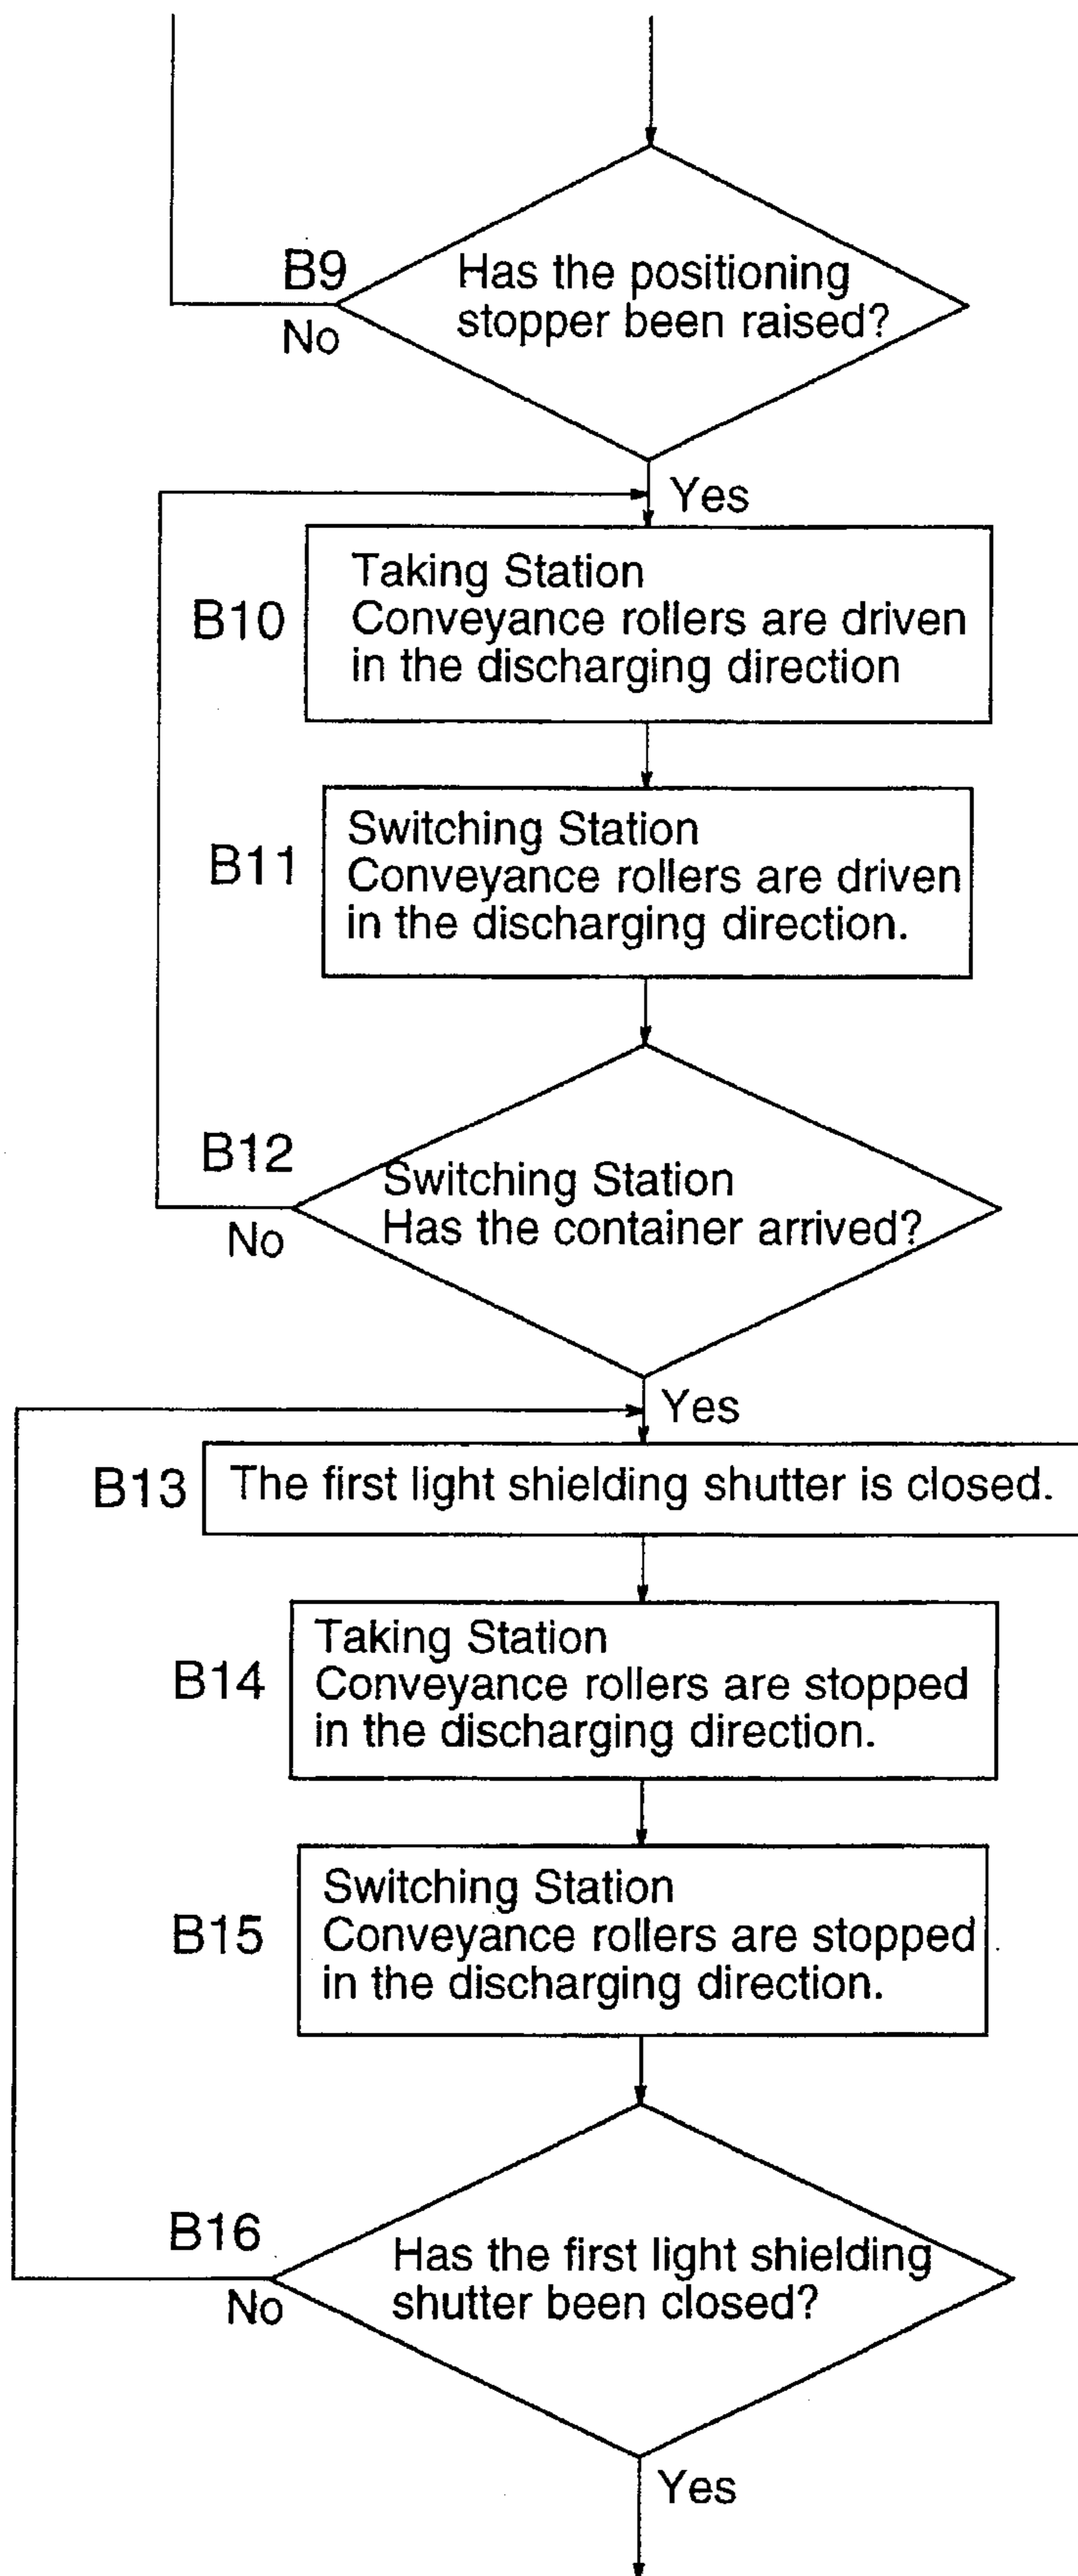 B9
Has the positioning
stopper been raised?
No
Yes
B10
Taking Station
Conveyance rollers are driven
in the discharging direction
B11
Switching Station
Conveyance rollers are driven
in the discharging direction.
B12
Switching Station
Has the container arrived?
No
Yes
B13
The first light shielding shutter is closed.
B14
Taking Station
Conveyance rollers are stopped
in the discharging direction.
B15
Switching Station
Conveyance rollers are stopped
in the discharging direction.
B16
Has the first light shielding
shutter been closed?
No
Yes